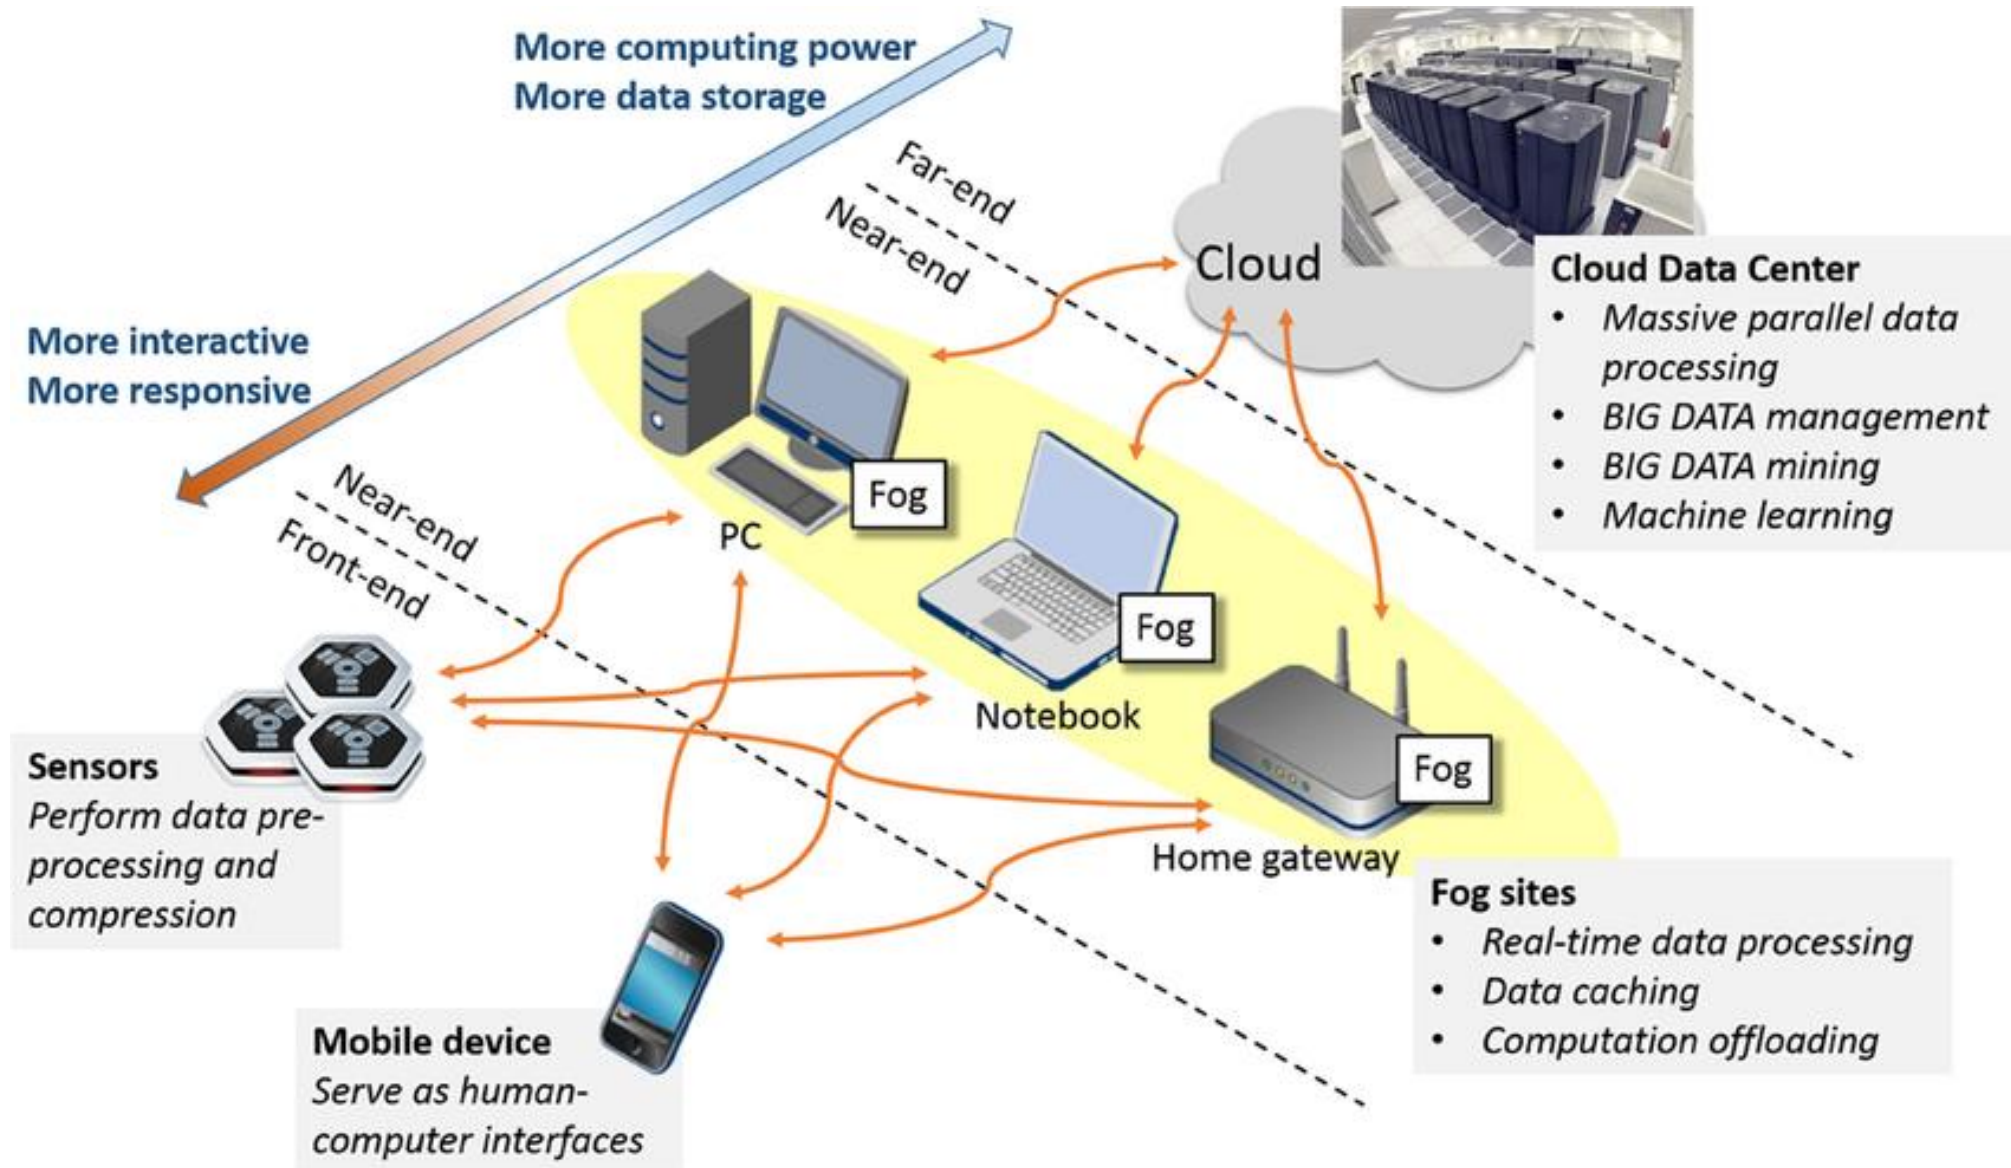 More computing power
More data storage
More interactive
More responsive
Far-end
Near-end
Near-end
Front-end
Cloud
Cloud Data Center
• Massive parallel data
processing
• BIG DATA management
• BIG DATA mining
• Machine learning
Fog
PC
Fog
Notebook
Fog
Home gateway
Sensors
Perform data pre-
processing and
compression
Mobile device
Serve as human-
computer interfaces
Fog sites
• Real-time data processing
• Data caching
• Computation offloading